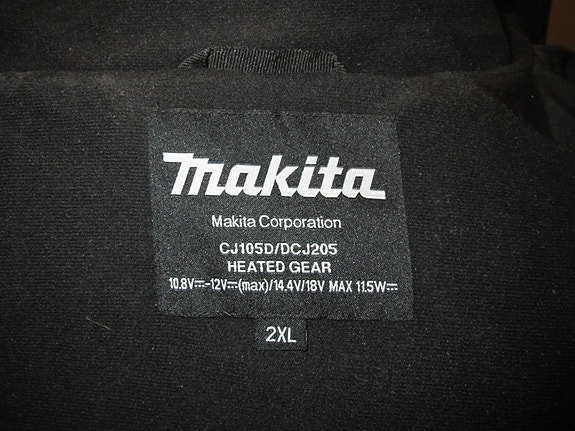 makita
Makita Corporation
CJ105D/DCJ205
HEATED GEAR
10.8V⎓-12V⎓(max)/14.4V/18V MAX 11.5W⎓
2XL